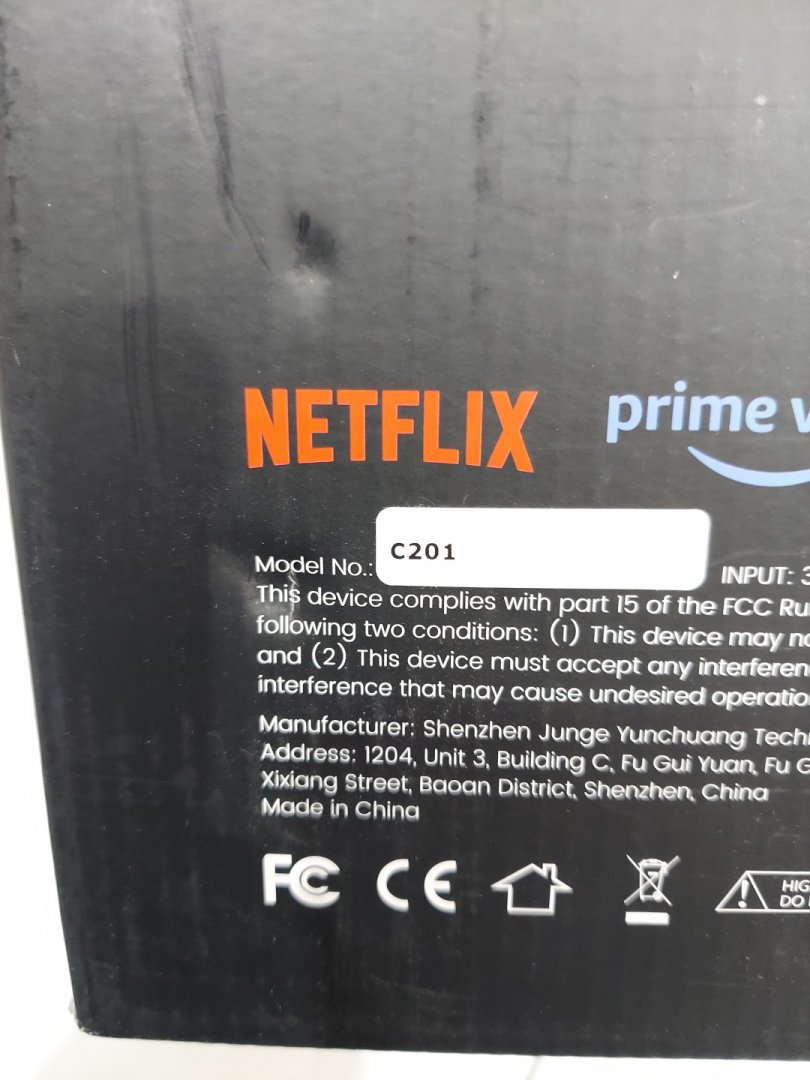 NETFLIX
prime v
Model No.: C201
INPUT: 3
This device complies with part 15 of the FCC Ru
following two conditions: (1) This device may no
and (2) This device must accept any interferen
interference that may cause undesired operatio
Manufacturer: Shenzhen Junge Yunchuang Tech
Address: 1204, Unit 3, Building C, Fu Gui Yuan, Fu G
Xixiang Street, Baoan District, Shenzhen, China
Made in China
FC CE
HIG
DO